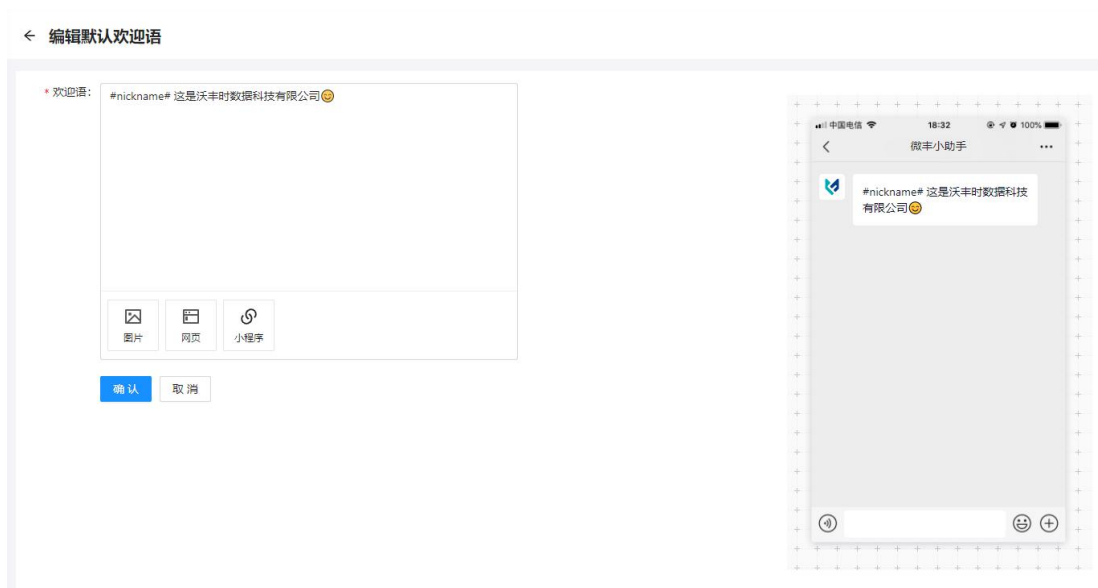 编辑默认欢迎语
* 欢迎语:
#nickname# 这是沃丰时数据科技有限公司😊
图片
网页
小程序
确 认
取 消
中国电信
18:32
100%
微丰小助手
#nickname# 这是沃丰时数据科技
有限公司😊